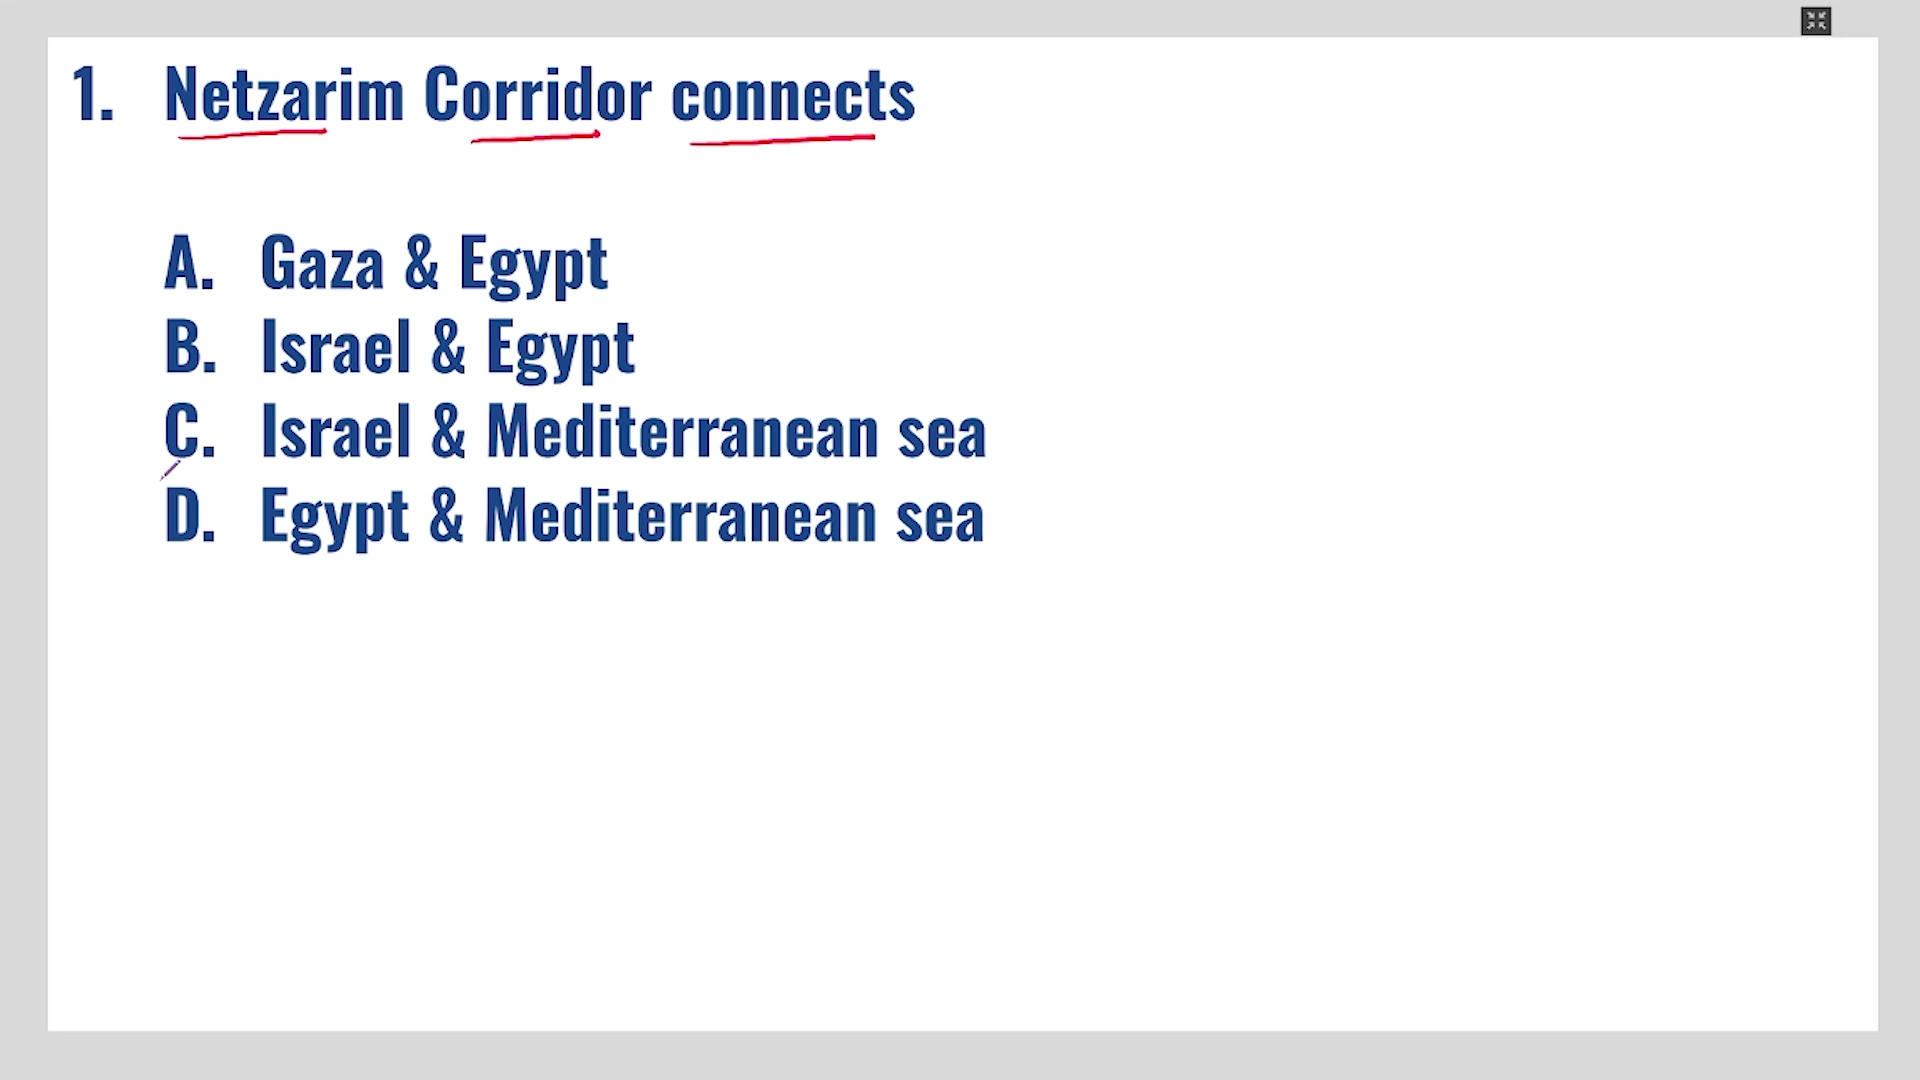 1. Netzarim Corridor connects
A. Gaza & Egypt
B. Israel & Egypt
C. Israel & Mediterranean sea
D. Egypt & Mediterranean sea